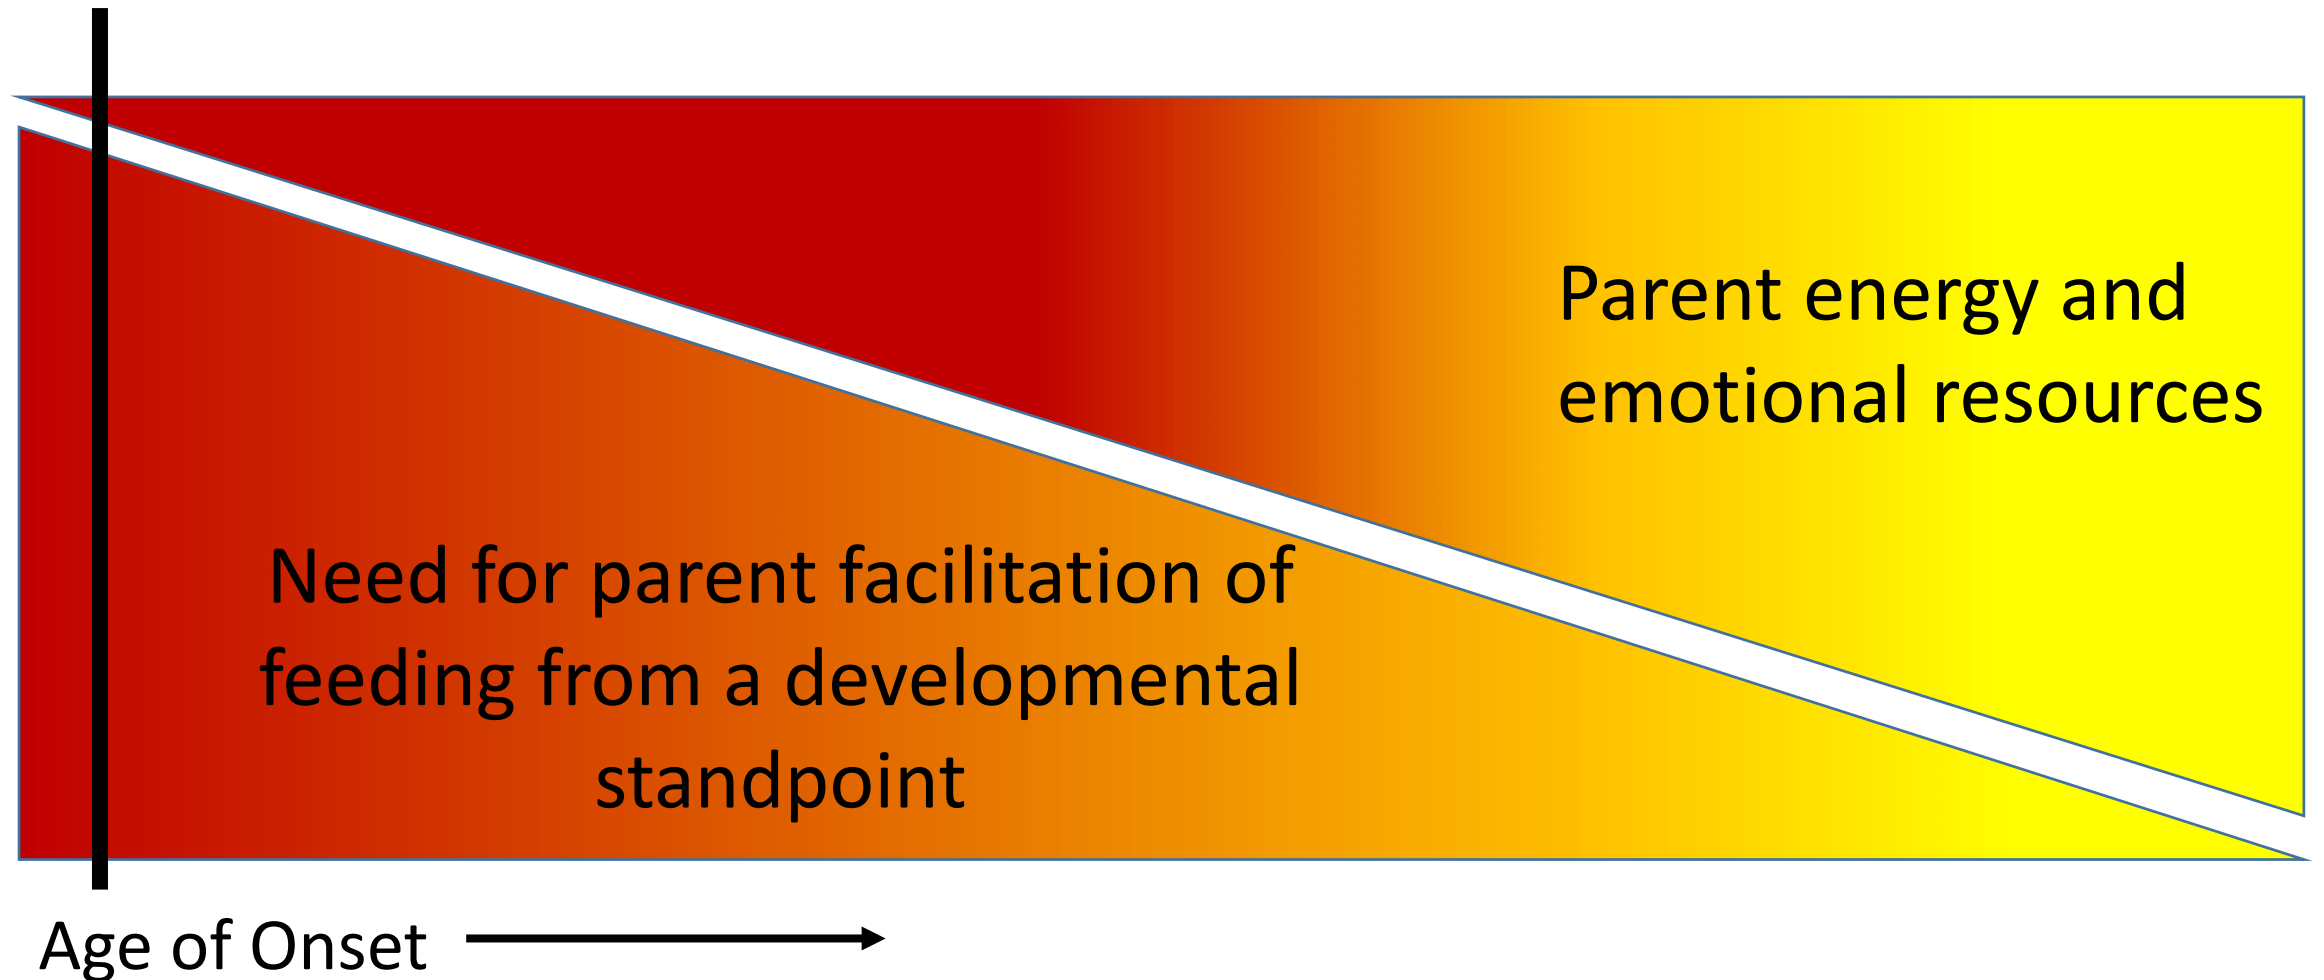 Parent energy and
emotional resources
Need for parent facilitation of
feeding from a developmental
standpoint
Age of Onset